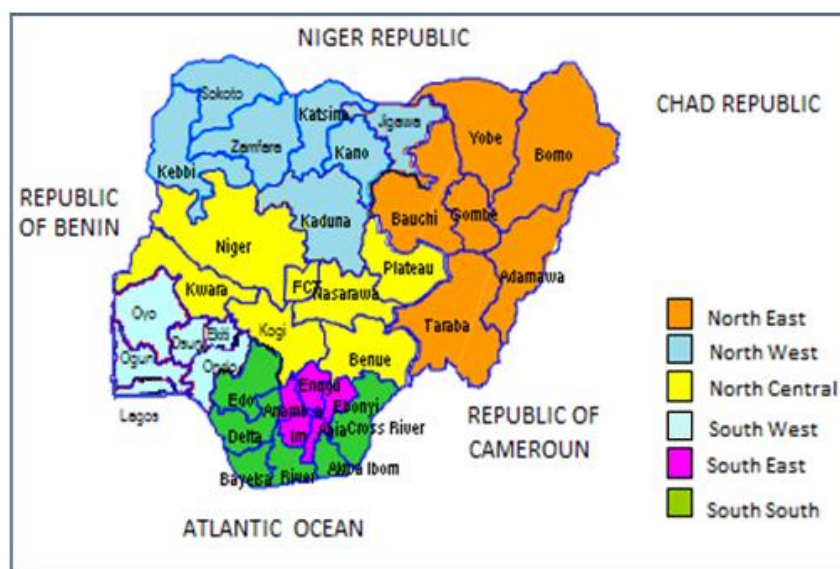 NIGER REPUBLIC
CHAD REPUBLIC
Sokoto
Katsina
Jigawa
Yobe
Borno
Zamfara
Kano
Kebbi
REPUBLIC
OF BENIN
Kaduna
Bauchi
Gombe
Niger
Plateau
Adamawa
FCT
Nasarawa
Kwara
Taraba
Oyo
Kogi
Benue
North East
North West
North Central
South West
South East
South South
Osun
Ekiti
Ogun
Ondo
Enugu
Edo
Ebonyi
Lagos
Anam
Delta
Im
Abia
Cross River
REPUBLIC OF
CAMEROUN
Bayelsa
River
Akwa Ibom
ATLANTIC OCEAN